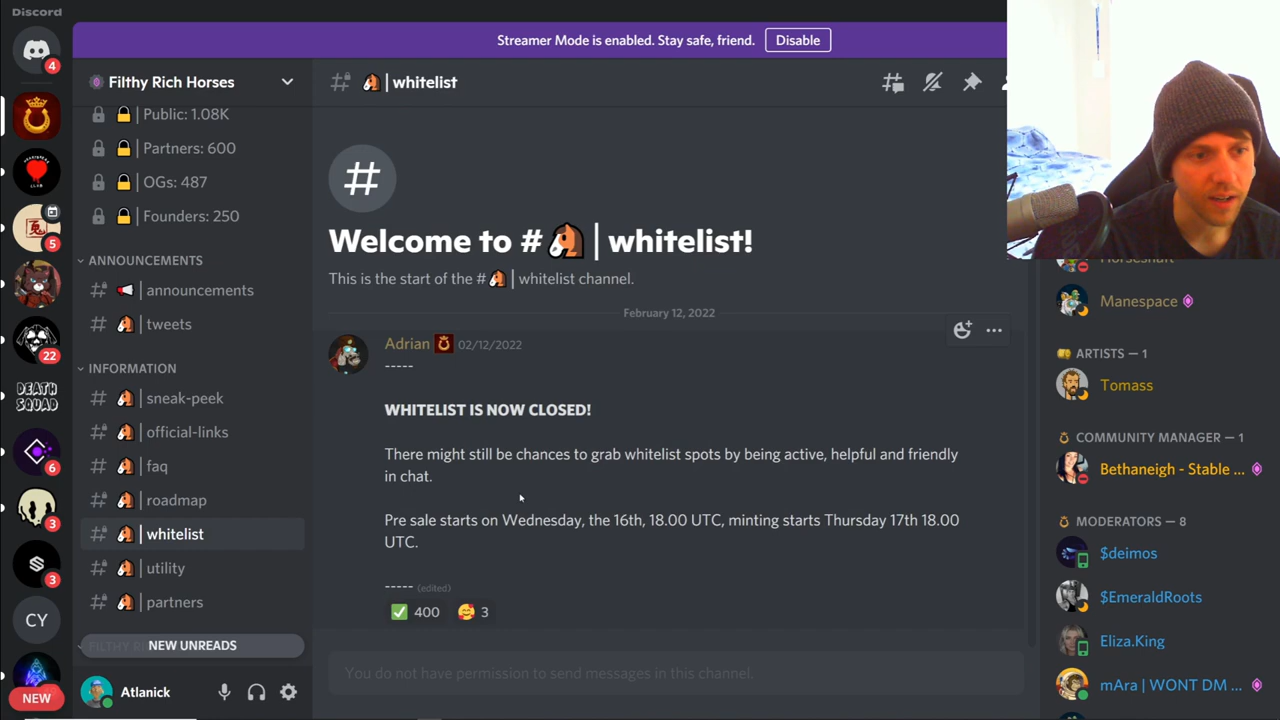 Discord
Streamer Mode is enabled. Stay safe, friend.
Disable
4
5
22
DEATH SQUAD
6
3
3
CY
NEW
Filthy Rich Horses
| Public: 1.08K
| Partners: 600
| OGs: 487
| Founders: 250
ANNOUNCEMENTS
| announcements
| tweets
INFORMATION
| sneak-peek
| official-links
| faq
| roadmap
| whitelist
| utility
| partners
NEW UNREADS
Atlanick
# | whitelist
Welcome to # | whitelist!
This is the start of the # | whitelist channel.
February 12, 2022
Adrian 02/12/2022
-----
WHITELIST IS NOW CLOSED!
There might still be chances to grab whitelist spots by being active, helpful and friendly
in chat.
Pre sale starts on Wednesday, the 16th, 18.00 UTC, minting starts Thursday 17th 18.00
UTC.
----- (edited)
400 3
You do not have permission to send messages in this channel.
Manespace
ARTISTS — 1
Tomass
COMMUNITY MANAGER — 1
Bethaneigh - Stable ...
MODERATORS — 8
$deimos
$EmeraldRoots
Eliza.King
mAra | WONT DM ...